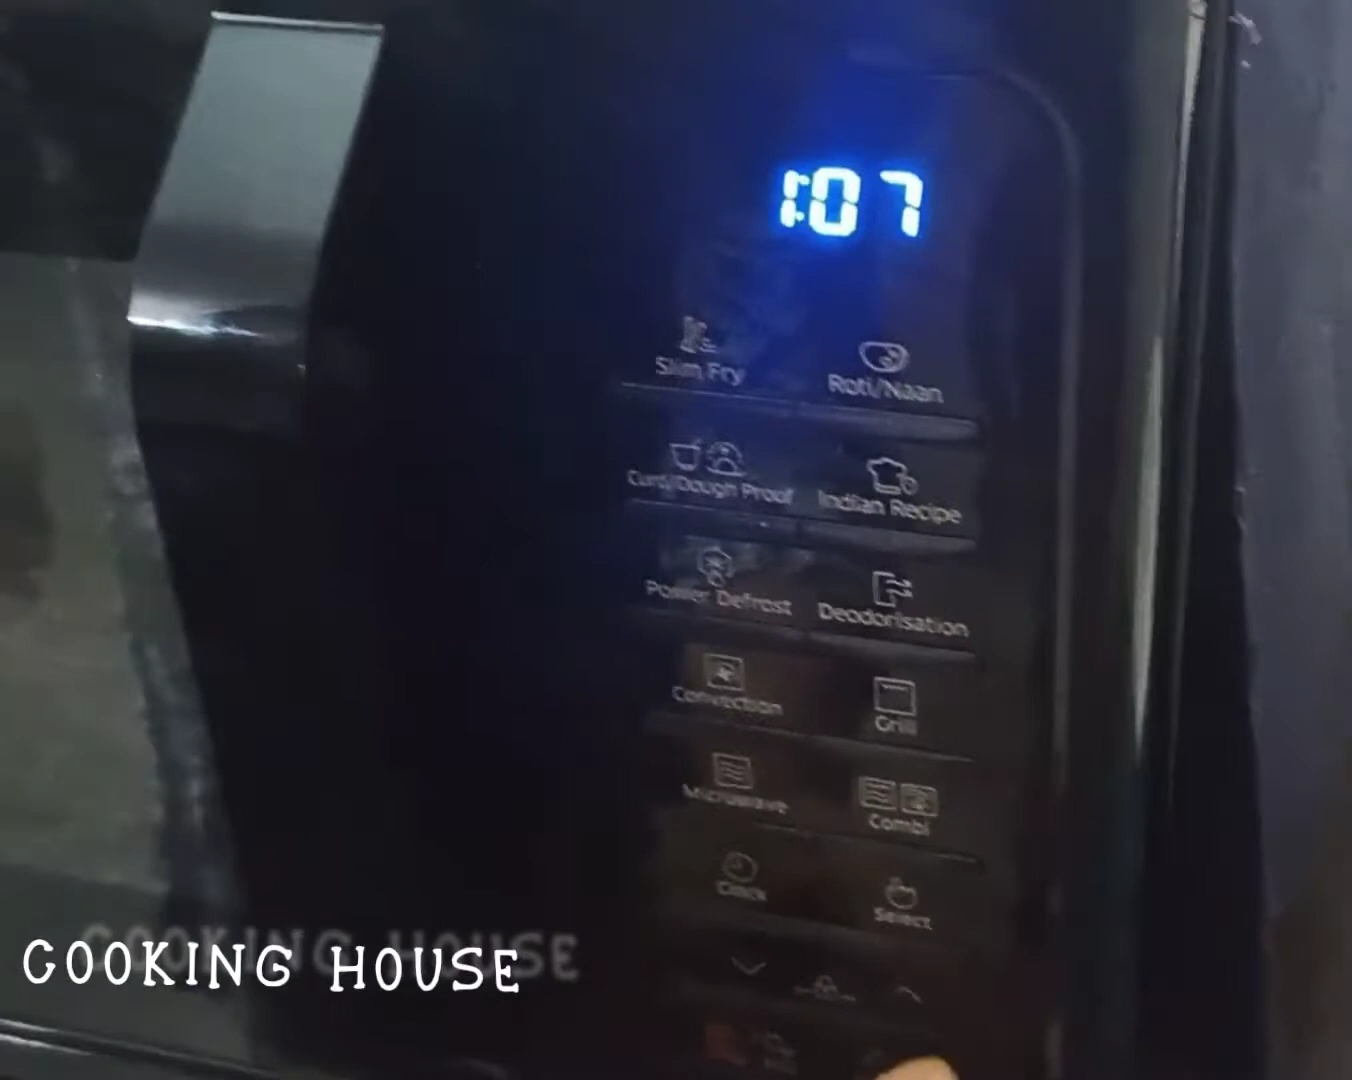 1:07
Slim Fry
Roti/Naan
Curd/Dough Proof
Indian Recipe
Power Defrost
Deodorisation
Convection
Grill
Microwave
Combi
Clock
Select
COOKING HOUSE